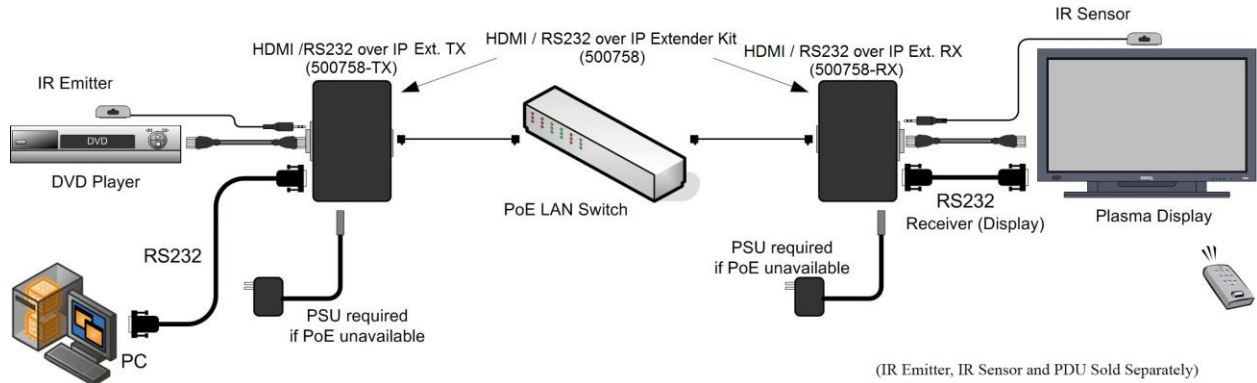 IR Sensor
HDMI /RS232 over IP Ext. TX
(500758-TX)
HDMI / RS232 over IP Extender Kit
(500758)
HDMI / RS232 over IP Ext. RX
(500758-RX)
IR Emitter
DVD
DVD Player
PoE LAN Switch
RS232
Receiver (Display)
Plasma Display
RS232
PSU required
if PoE unavailable
PSU required
if PoE unavailable
PC
(IR Emitter, IR Sensor and PDU Sold Separately)